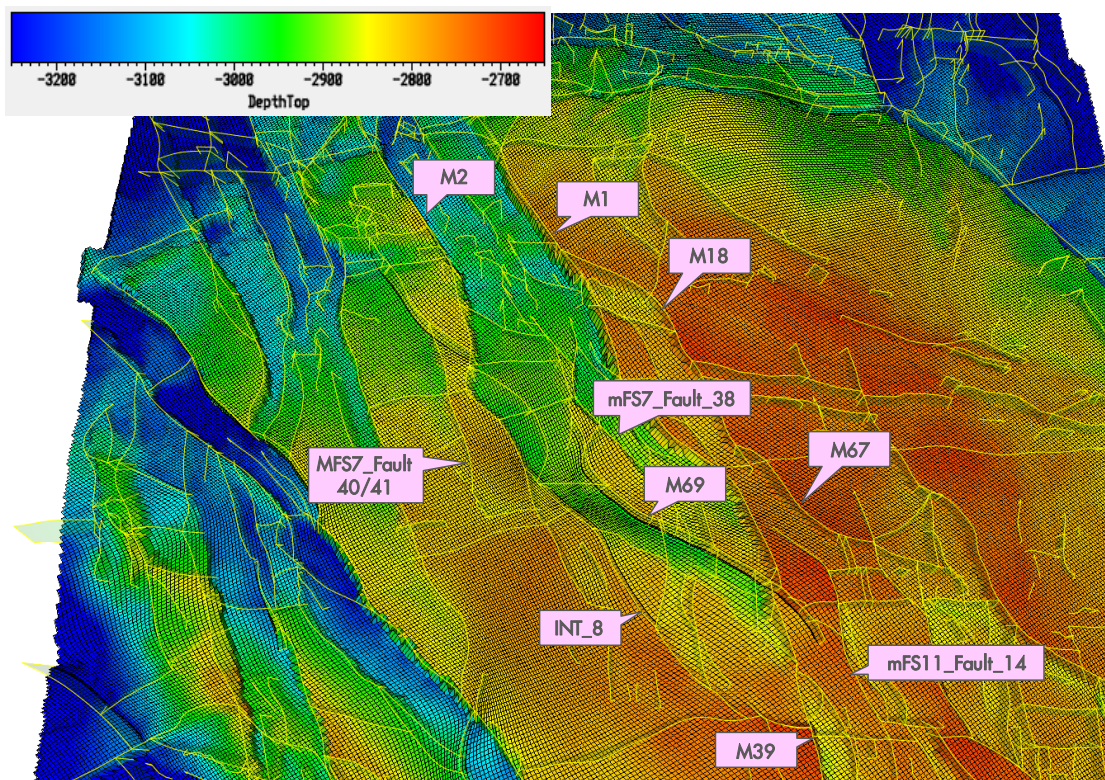 -3200 -3100 -3000 -2900 -2800 -2700
DepthTop
M2
M1
M18
mFS7_Fault_38
MFS7_Fault
40/41
M67
M69
INT_8
mFS11_Fault_14
M39